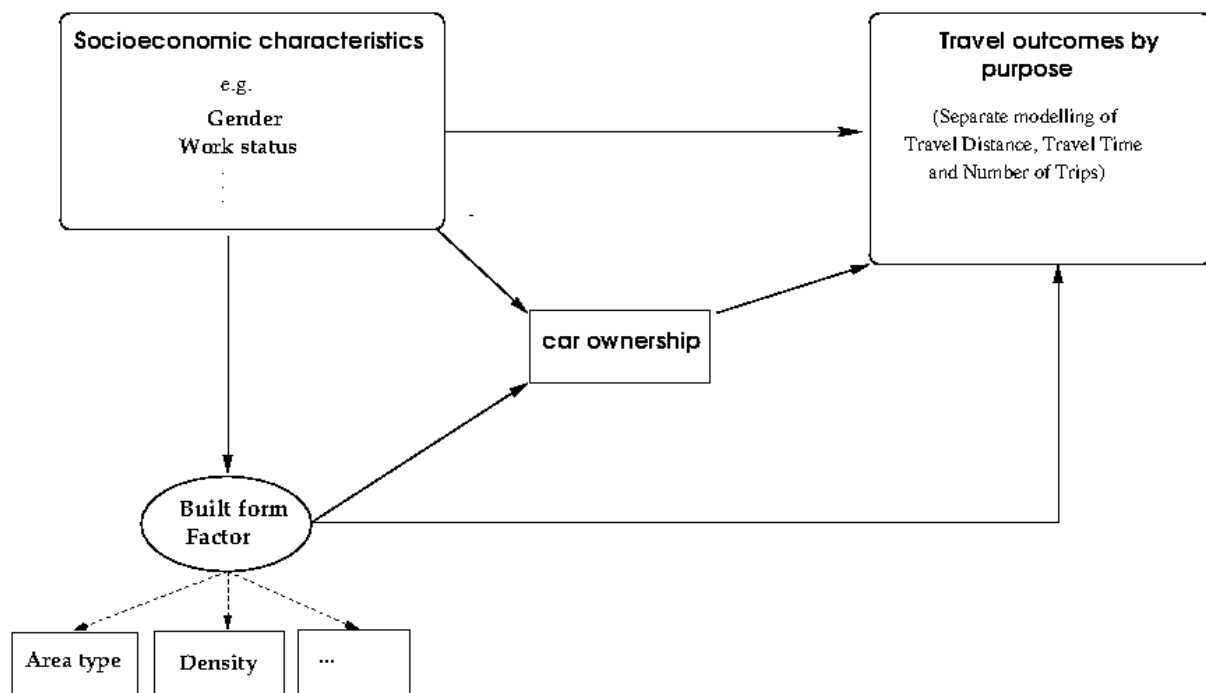 Socioeconomic characteristics
e.g.
Gender
Work status
.
.
.
Travel outcomes by
purpose
(Separate modelling of
Travel Distance, Travel Time
and Number of Trips)
car ownership
Built form
Factor
Area type
Density
...